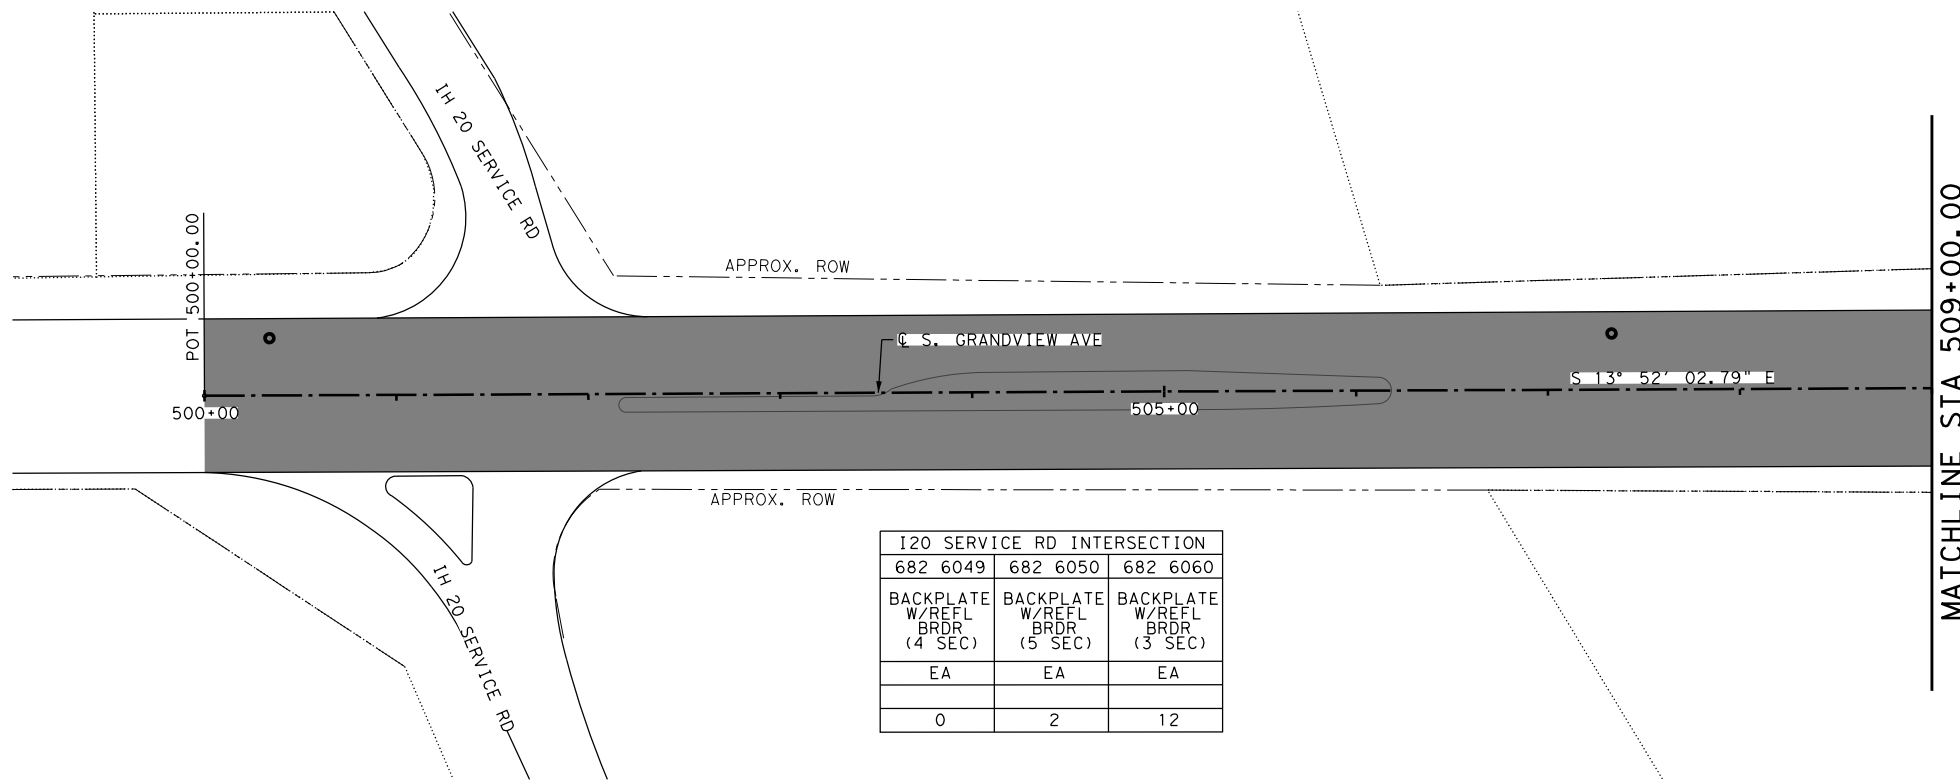 IH 20 SERVICE RD
POT 500+00.00
APPROX. ROW
MATCHLINE STA 509+00.00
℄ S. GRANDVIEW AVE
S 13° 52' 02.79" E
500+00
505+00
APPROX. ROW
IH 20 SERVICE RD
I20 SERVICE RD INTERSECTION
682 6049 682 6050 682 6060
BACKPLATE BACKPLATE BACKPLATE
W/REFL W/REFL W/REFL
BRDR BRDR BRDR
(4 SEC) (5 SEC) (3 SEC)
EA EA EA
0 2 12